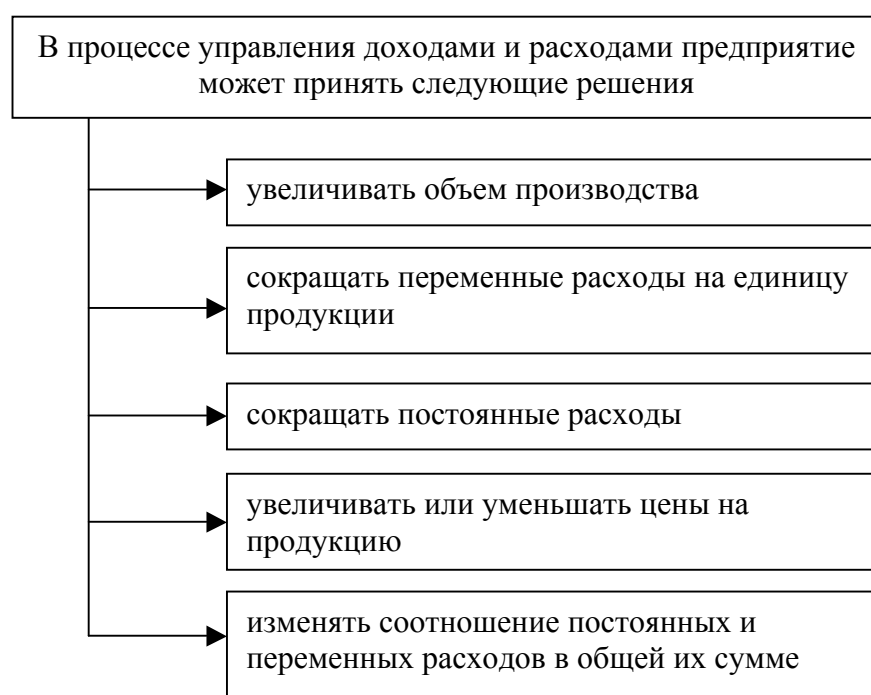 В процессе управления доходами и расходами предприятие
может принять следующие решения
увеличивать объем производства
сокращать переменные расходы на единицу
продукции
сокращать постоянные расходы
увеличивать или уменьшать цены на
продукцию
изменять соотношение постоянных и
переменных расходов в общей их сумме